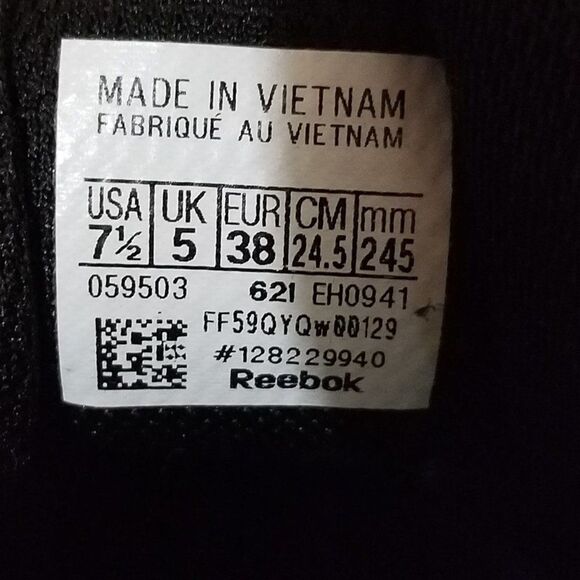 MADE IN VIETNAM
FABRIQUÉ AU VIETNAM
USA UK EUR CM mm
7½ 5 38 24.5 245
059503 621 EH0941
FF59QYQw00129
#128229940
Reebok